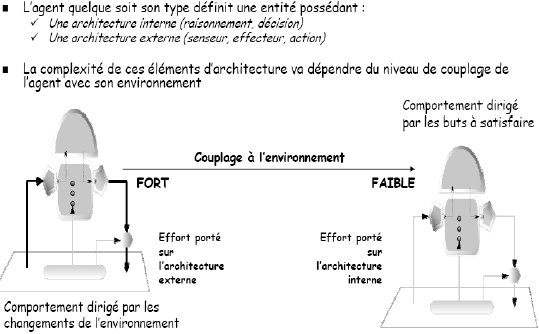 ■ L'agent quelque soit son type définit une entité possédant :
✓ Une architecture interne (raisonnement, décision)
✓ Une architecture externe (senseur, effecteur, action)
■ La complexité de ces éléments d'architecture va dépendre du niveau de couplage de
l'agent avec son environnement
Comportement dirigé
par les buts à satisfaire
Couplage à l'environnement
FORT
FAIBLE
Effort porté
sur
l'architecture
externe
Effort porté
sur
l'architecture
interne
Comportement dirigé par les
changements de l'environnement